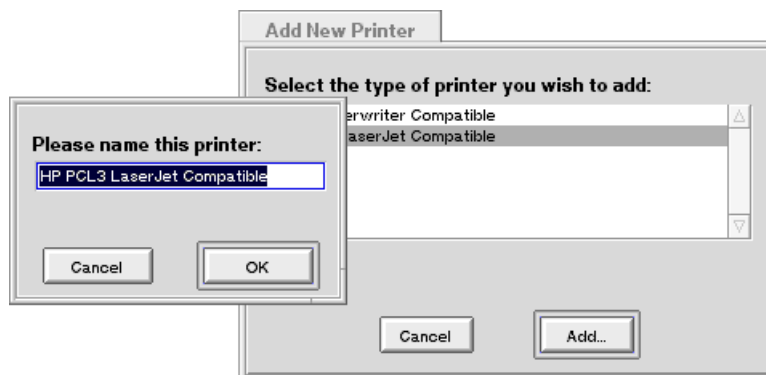 Add New Printer
Select the type of printer you wish to add:
erwriter Compatible
aserJet Compatible
Please name this printer:
HP PCL3 LaserJet Compatible
Cancel
OK
Cancel
Add...